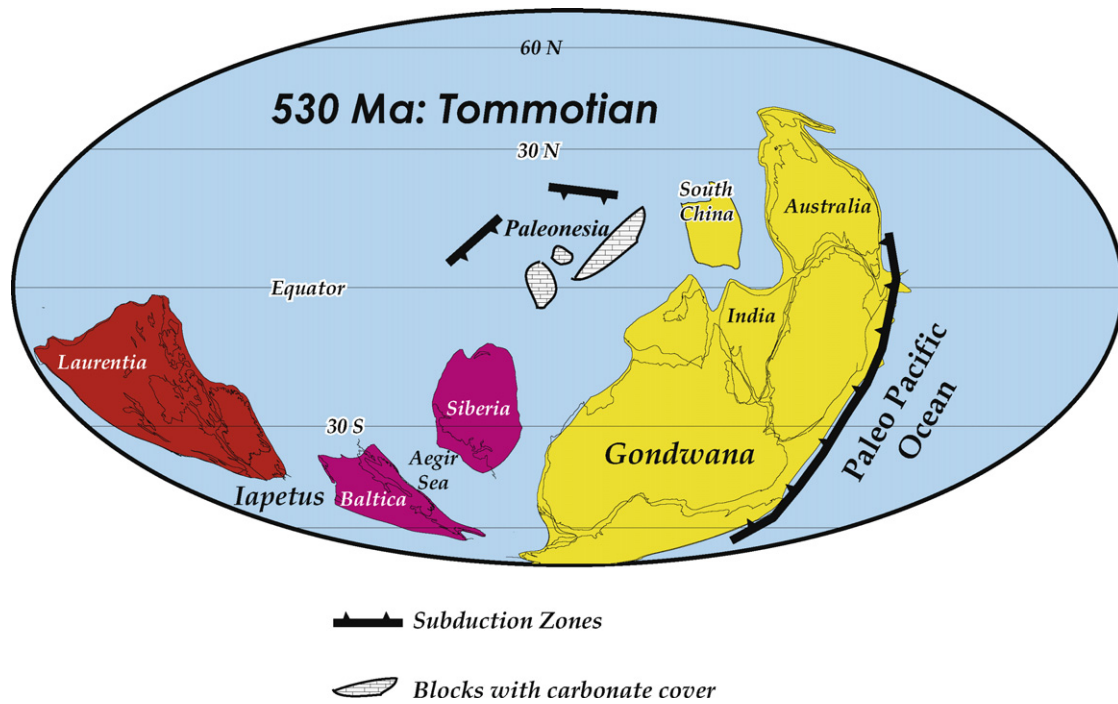 60 N
530 Ma: Tommotian
30 N
South
China
Australia
Paleonesia
Equator
India
Laurentia
Siberia
30 S
Aegir
Sea
Gondwana
Iapetus
Baltica
Paleo Pacific
Ocean
Subduction Zones
Blocks with carbonate cover